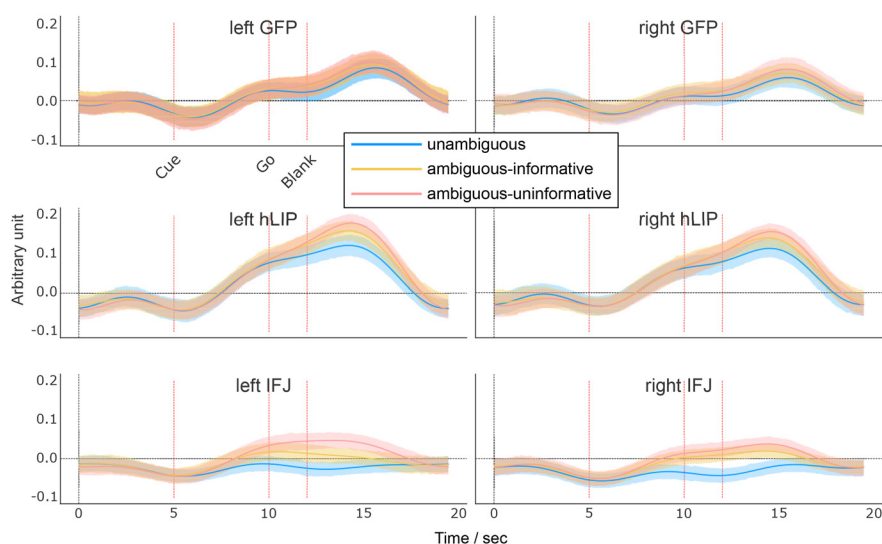 left GFP
right GFP
0.2
0.1
0.0
-0.1
Cue
Go
Blank
unambiguous
ambiguous-informative
ambiguous-uninformative
Arbitrary unit
left hLIP
right hLIP
0.2
0.1
0.0
-0.1
left IFJ
right IFJ
0.2
0.1
0.0
-0.1
0 5 10 15 20 0 5 10 15 20
Time / sec